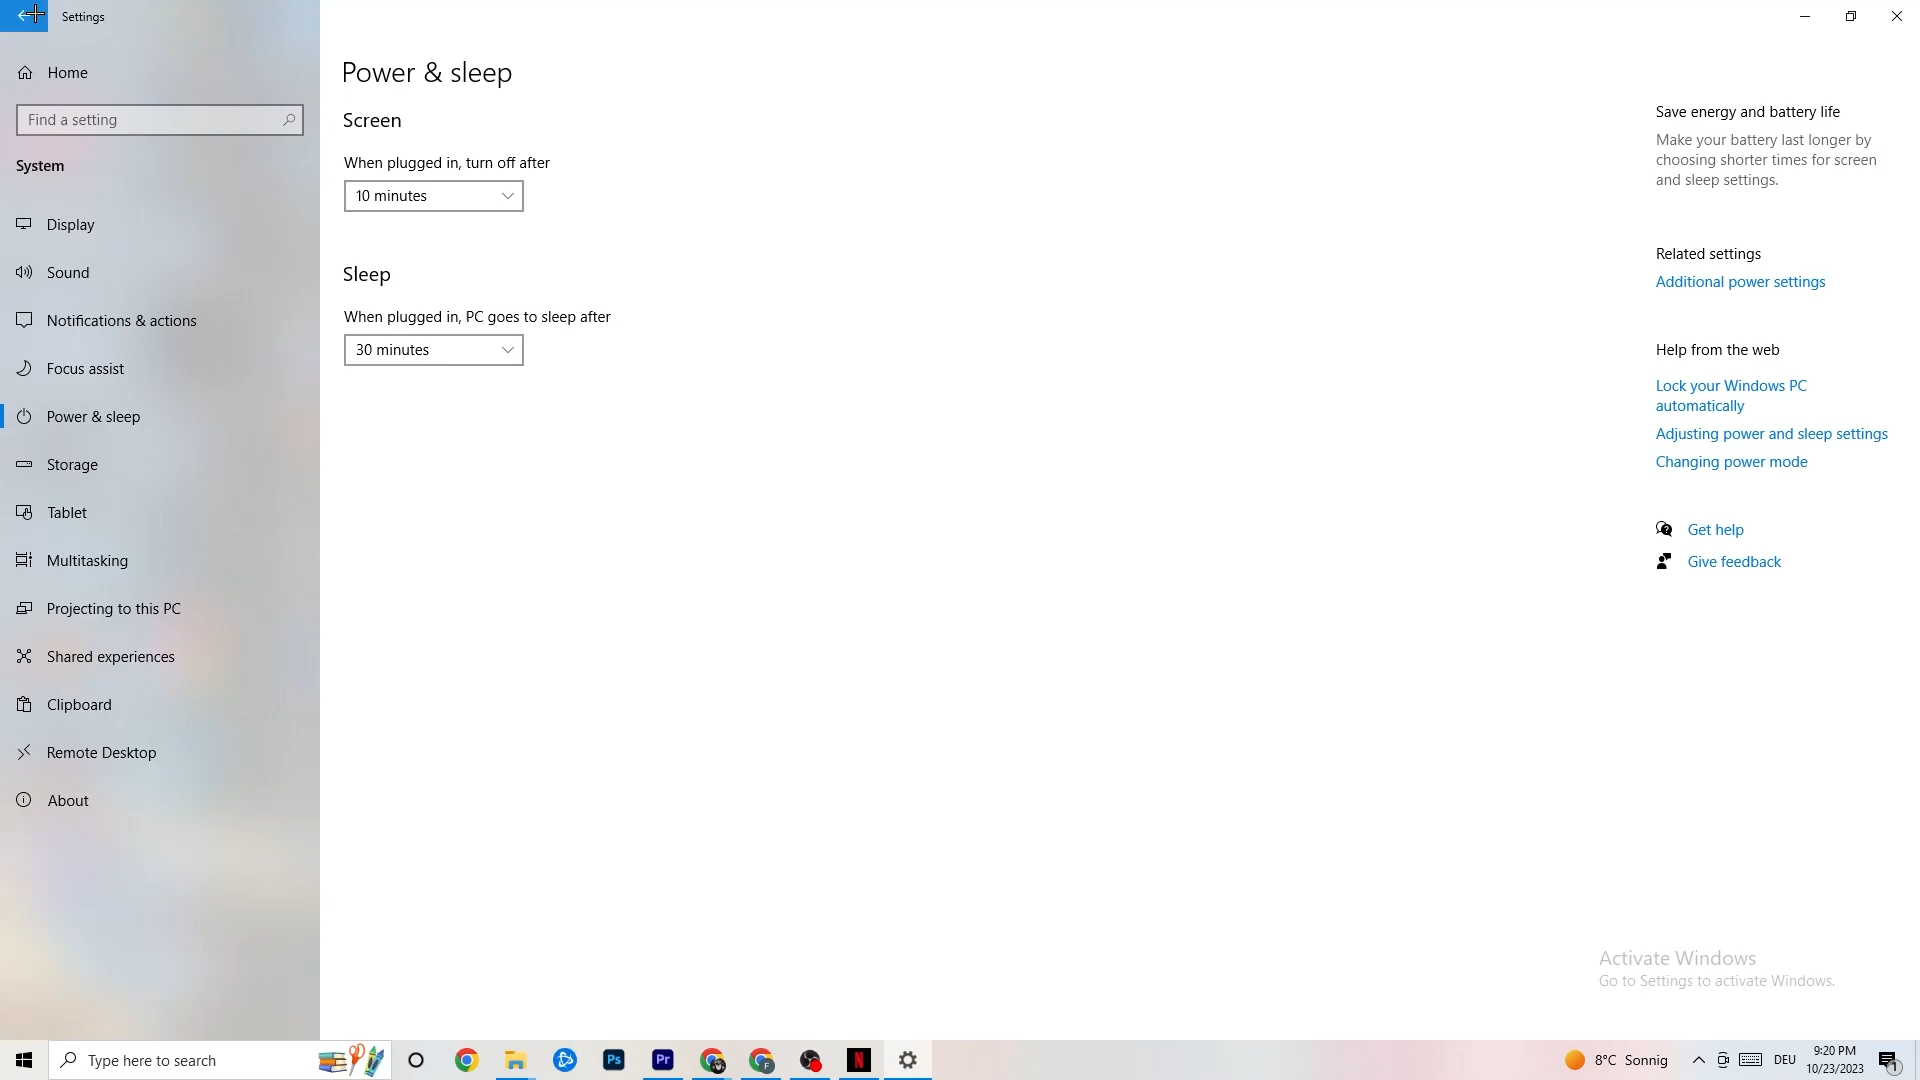 Settings
Home
Find a setting
System
Display
Sound
Notifications & actions
Focus assist
Power & sleep
Storage
Tablet
Multitasking
Projecting to this PC
Shared experiences
Clipboard
Remote Desktop
About
Power & sleep
Screen
When plugged in, turn off after
10 minutes
Sleep
When plugged in, PC goes to sleep after
30 minutes
Save energy and battery life
Make your battery last longer by
choosing shorter times for screen
and sleep settings.
Related settings
Additional power settings
Help from the web
Lock your Windows PC
automatically
Adjusting power and sleep settings
Changing power mode
Get help
Give feedback
Activate Windows
Go to Settings to activate Windows.
Type here to search
Ps
Pr
F
N
8°C Sonnig
DEU
9:20 PM
10/23/2023
1